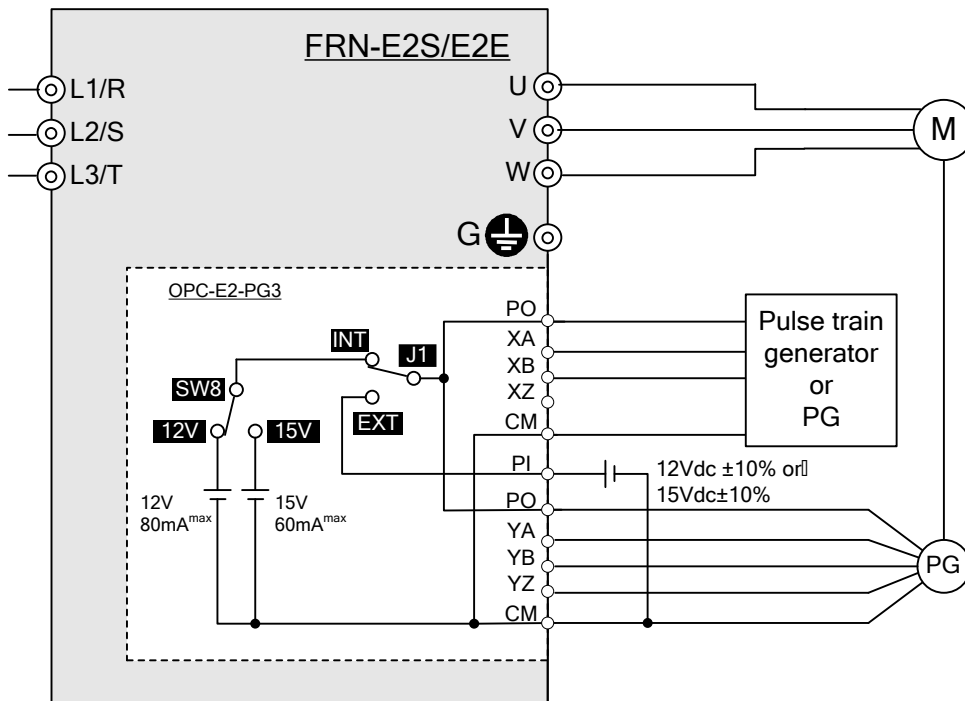 FRN-E2S/E2E
L1/R
L2/S
L3/T
U
V
W
M
G
OPC-E2-PG3
INT
J1
EXT
SW8
12V
15V
12V
80mAmax
15V
60mAmax
PO
XA
XB
XZ
CM
PI
PO
YA
YB
YZ
CM
Pulse train
generator
or
PG
12Vdc ±10% or
15Vdc±10%
PG